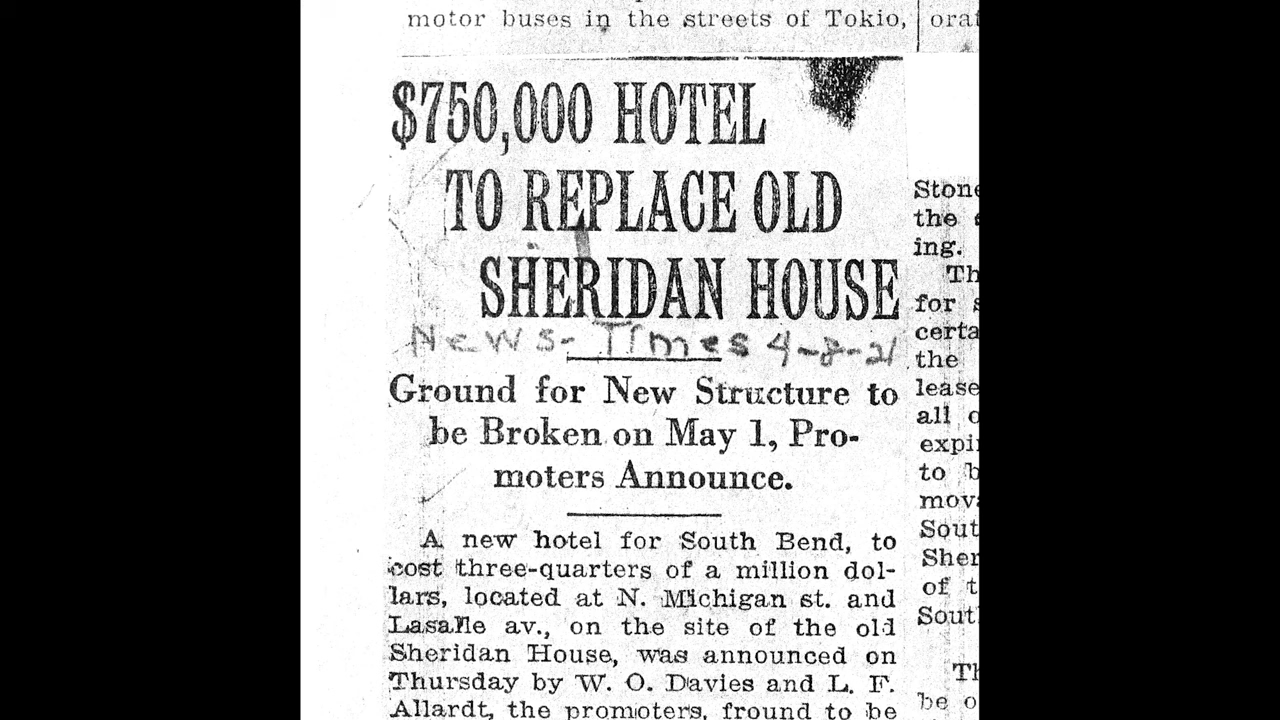 motor buses in the streets of Tokio,
$750,000 HOTEL
TO REPLACE OLD
SHERIDAN HOUSE
News-Times 4-8-21
Ground for New Structure to
be Broken on May 1, Pro-
moters Announce.
A new hotel for South Bend, to
cost three-quarters of a million dol-
lars, located at N. Michigan st. and
Lasalle av., on the site of the old
Sheridan House, was announced on
Thursday by W. O. Davies and L. F.
Allardt, the promoters, fround to be
orat
Stone
the s
ing.
Th
for s
certa
the
lease
all o
expi
to b
mova
Sout
Sher
of t
Sout
Th
be o